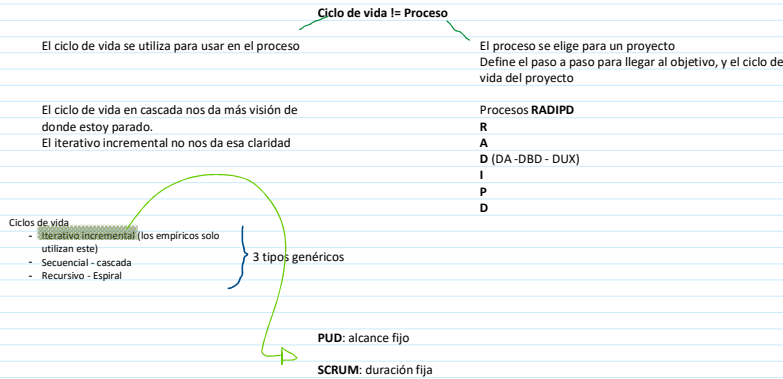 Ciclo de vida != Proceso
El ciclo de vida se utiliza para usar en el proceso
El proceso se elige para un proyecto
Define el paso a paso para llegar al objetivo, y el ciclo de
vida del proyecto
El ciclo de vida en cascada nos da más visión de
donde estoy parado.
El iterativo incremental no nos da esa claridad
Procesos RADIPD
R
A
D (DA -DBD - DUX)
I
P
D
Ciclos de vida
- Iterativo incremental (los empíricos solo
utilizan este)
- Secuencial - cascada
- Recursivo - Espiral
3 tipos genéricos
PUD: alcance fijo
SCRUM: duración fija